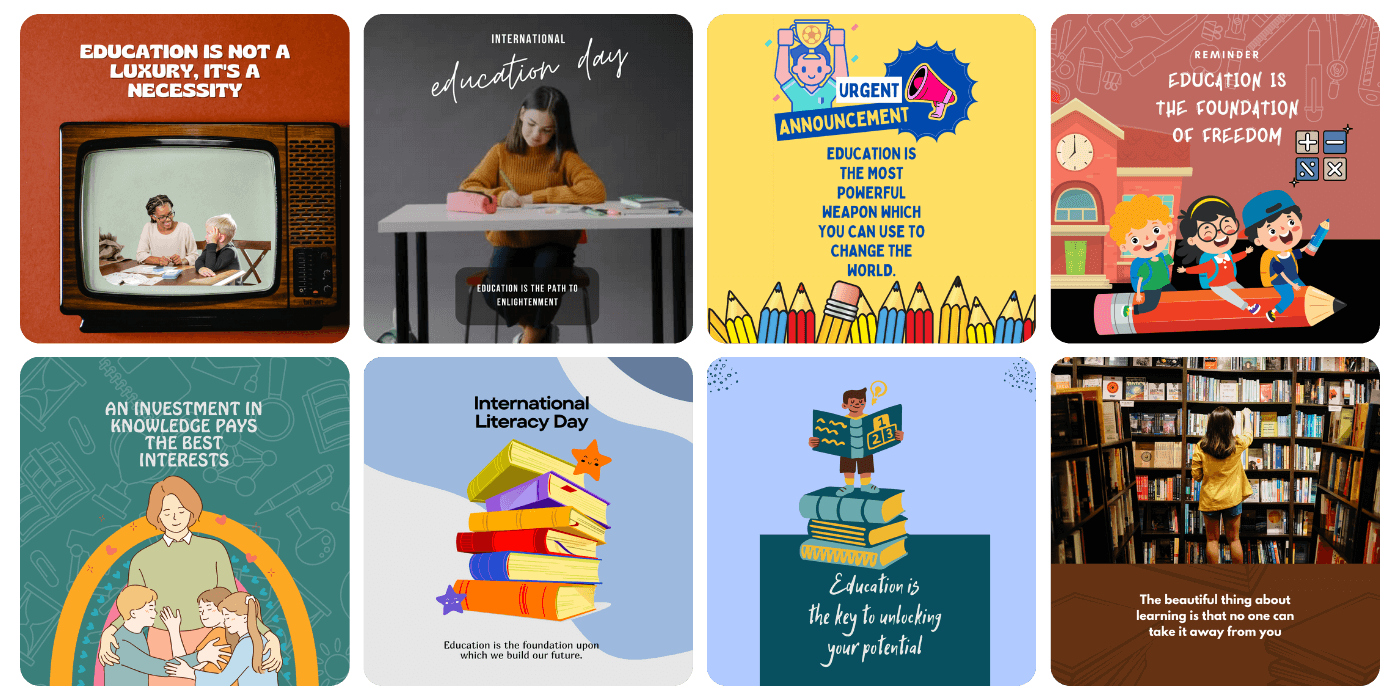 EDUCATION IS NOT A
LUXURY, IT'S A
NECESSITY
INTERNATIONAL
education day
EDUCATION IS THE PATH TO
ENLIGHTENMENT
URGENT
ANNOUNCEMENT
EDUCATION IS
THE MOST
POWERFUL
WEAPON WHICH
YOU CAN USE TO
CHANGE THE
WORLD.
REMINDER
EDUCATION IS
THE FOUNDATION
OF FREEDOM
AN INVESTMENT IN
KNOWLEDGE PAYS
THE BEST
INTERESTS
International
Literacy Day
Education is the foundation upon
which we build our future.
1
2 3
Education is
the key to unlocking
your potential
The beautiful thing about
learning is that no one can
take it away from you